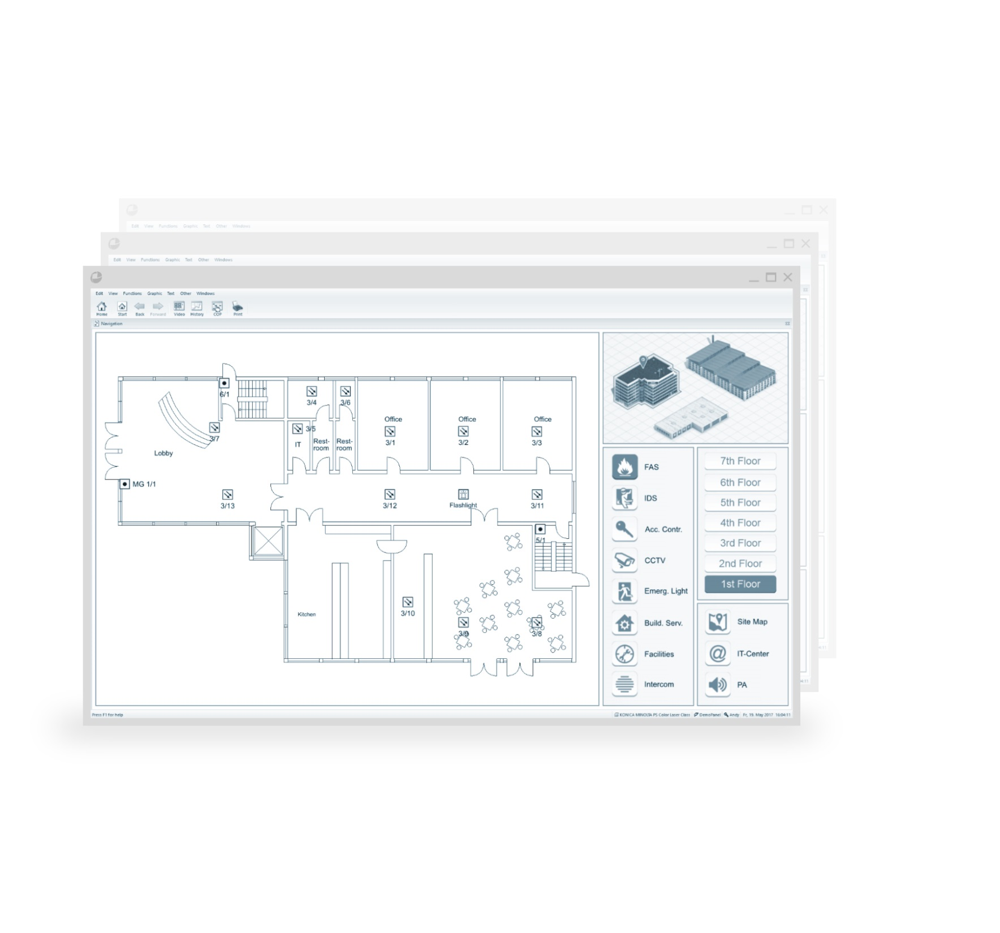 Edit View Functions Graphic Text Other Windows
Edit View Functions Graphic Text Other Windows
Edit View Functions Graphic Text Other Windows
Home Start Back Forward Video History COP Print
Navigation
6/1
3/4
3/6
Office
Office
Office
3/7
IT
3/5
3/1
3/2
3/3
Rest-
room
Rest-
room
Lobby
MG 1/1
3/13
3/12
Flashlight
3/11
5/1
3/10
Kitchen
3/9
3/8
FAS
IDS
Acc. Contr.
CCTV
Emerg. Light
Build. Serv.
Facilities
Intercom
7th Floor
6th Floor
5th Floor
4th Floor
3rd Floor
2nd Floor
1st Floor
Site Map
IT-Center
PA
Press F1 for help
KONICA MINOLTA PS Color Laser Class DemoPanel Andy Fr, 19. May 2017 16:04:11